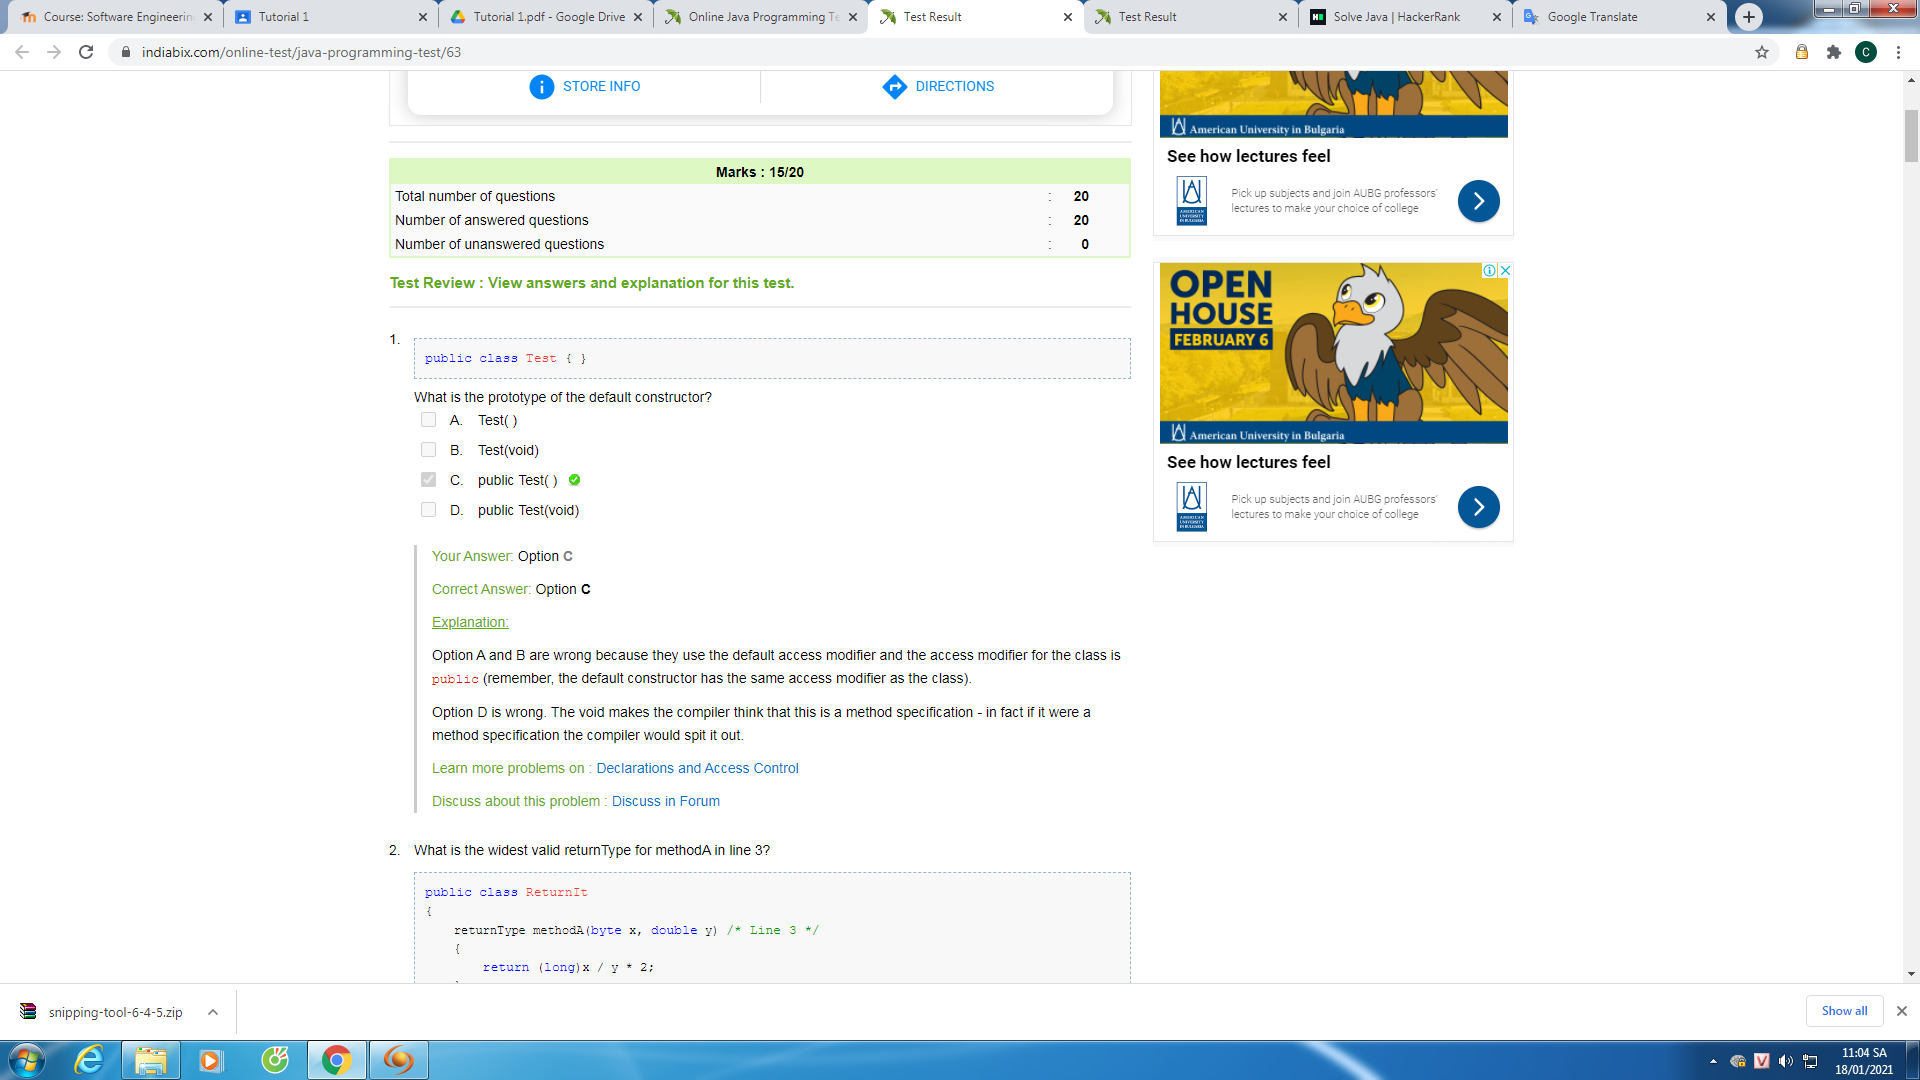 Course: Software Engineerin
Tutorial 1
Tutorial 1.pdf - Google Drive
Online Java Programming Te
Test Result
Test Result
Solve Java | HackerRank
Google Translate
indiabix.com/online-test/java-programming-test/63
C
STORE INFO
DIRECTIONS
Marks : 15/20
Total number of questions : 20
Number of answered questions : 20
Number of unanswered questions : 0
Test Review : View answers and explanation for this test.
1.
public class Test { }
What is the prototype of the default constructor?
A. Test( )
B. Test(void)
C. public Test( )
D. public Test(void)
Your Answer: Option C
Correct Answer: Option C
Explanation:
Option A and B are wrong because they use the default access modifier and the access modifier for the class is
public (remember, the default constructor has the same access modifier as the class).
Option D is wrong. The void makes the compiler think that this is a method specification - in fact if it were a
method specification the compiler would spit it out.
Learn more problems on : Declarations and Access Control
Discuss about this problem : Discuss in Forum
2. What is the widest valid returnType for methodA in line 3?
public class ReturnIt
{
returnType methodA(byte x, double y) /* Line 3 */
{
return (long)x / y * 2;
American University in Bulgaria
See how lectures feel
AMERICAN
UNIVERSITY
IN BULGARIA
Pick up subjects and join AUBG professors'
lectures to make your choice of college
OPEN
HOUSE
FEBRUARY 6
American University in Bulgaria
See how lectures feel
AMERICAN
UNIVERSITY
IN BULGARIA
Pick up subjects and join AUBG professors'
lectures to make your choice of college
snipping-tool-6-4-5.zip
Show all
V
11:04 SA
18/01/2021